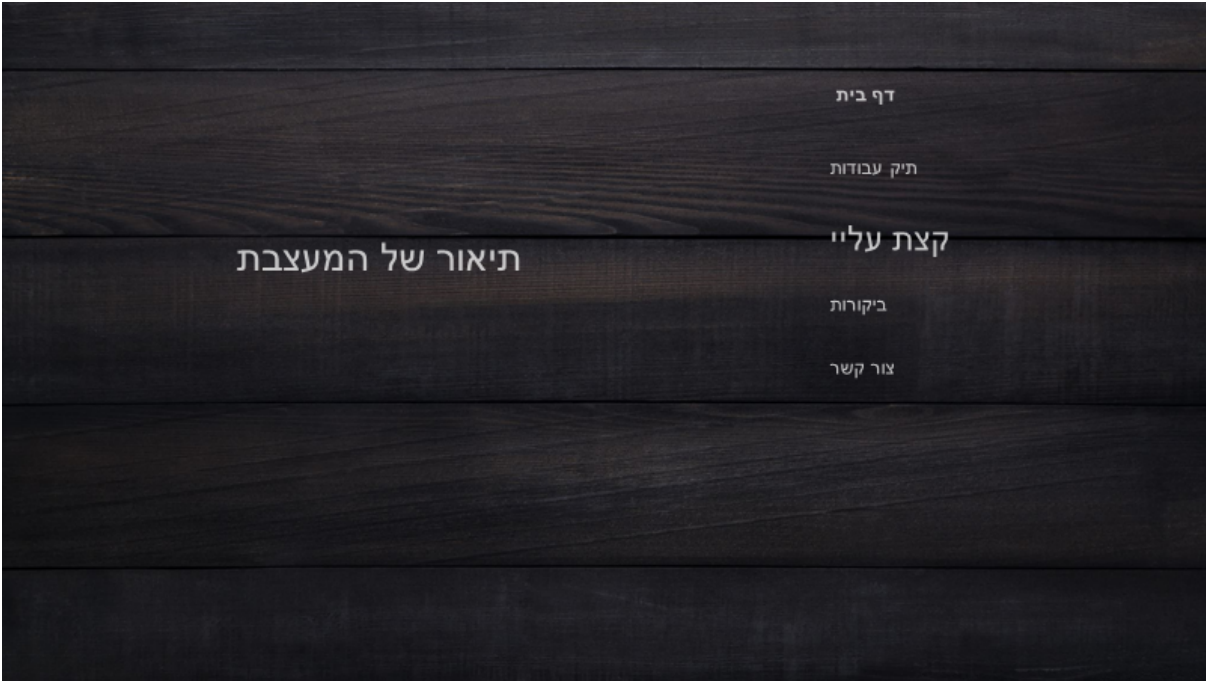 דף בית
תיק עבודות
קצת עליי
תיאור של המעצבת
ביקורות
צור קשר